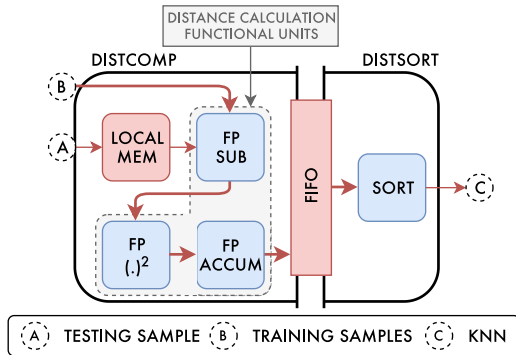 DISTANCE CALCULATION
FUNCTIONAL UNITS
DISTCOMP
DISTSORT
B
A
LOCAL
MEM
FP
SUB
FP
(.)²
FP
ACCUM
FIFO
SORT
C
A TESTING SAMPLE B TRAINING SAMPLES C KNN